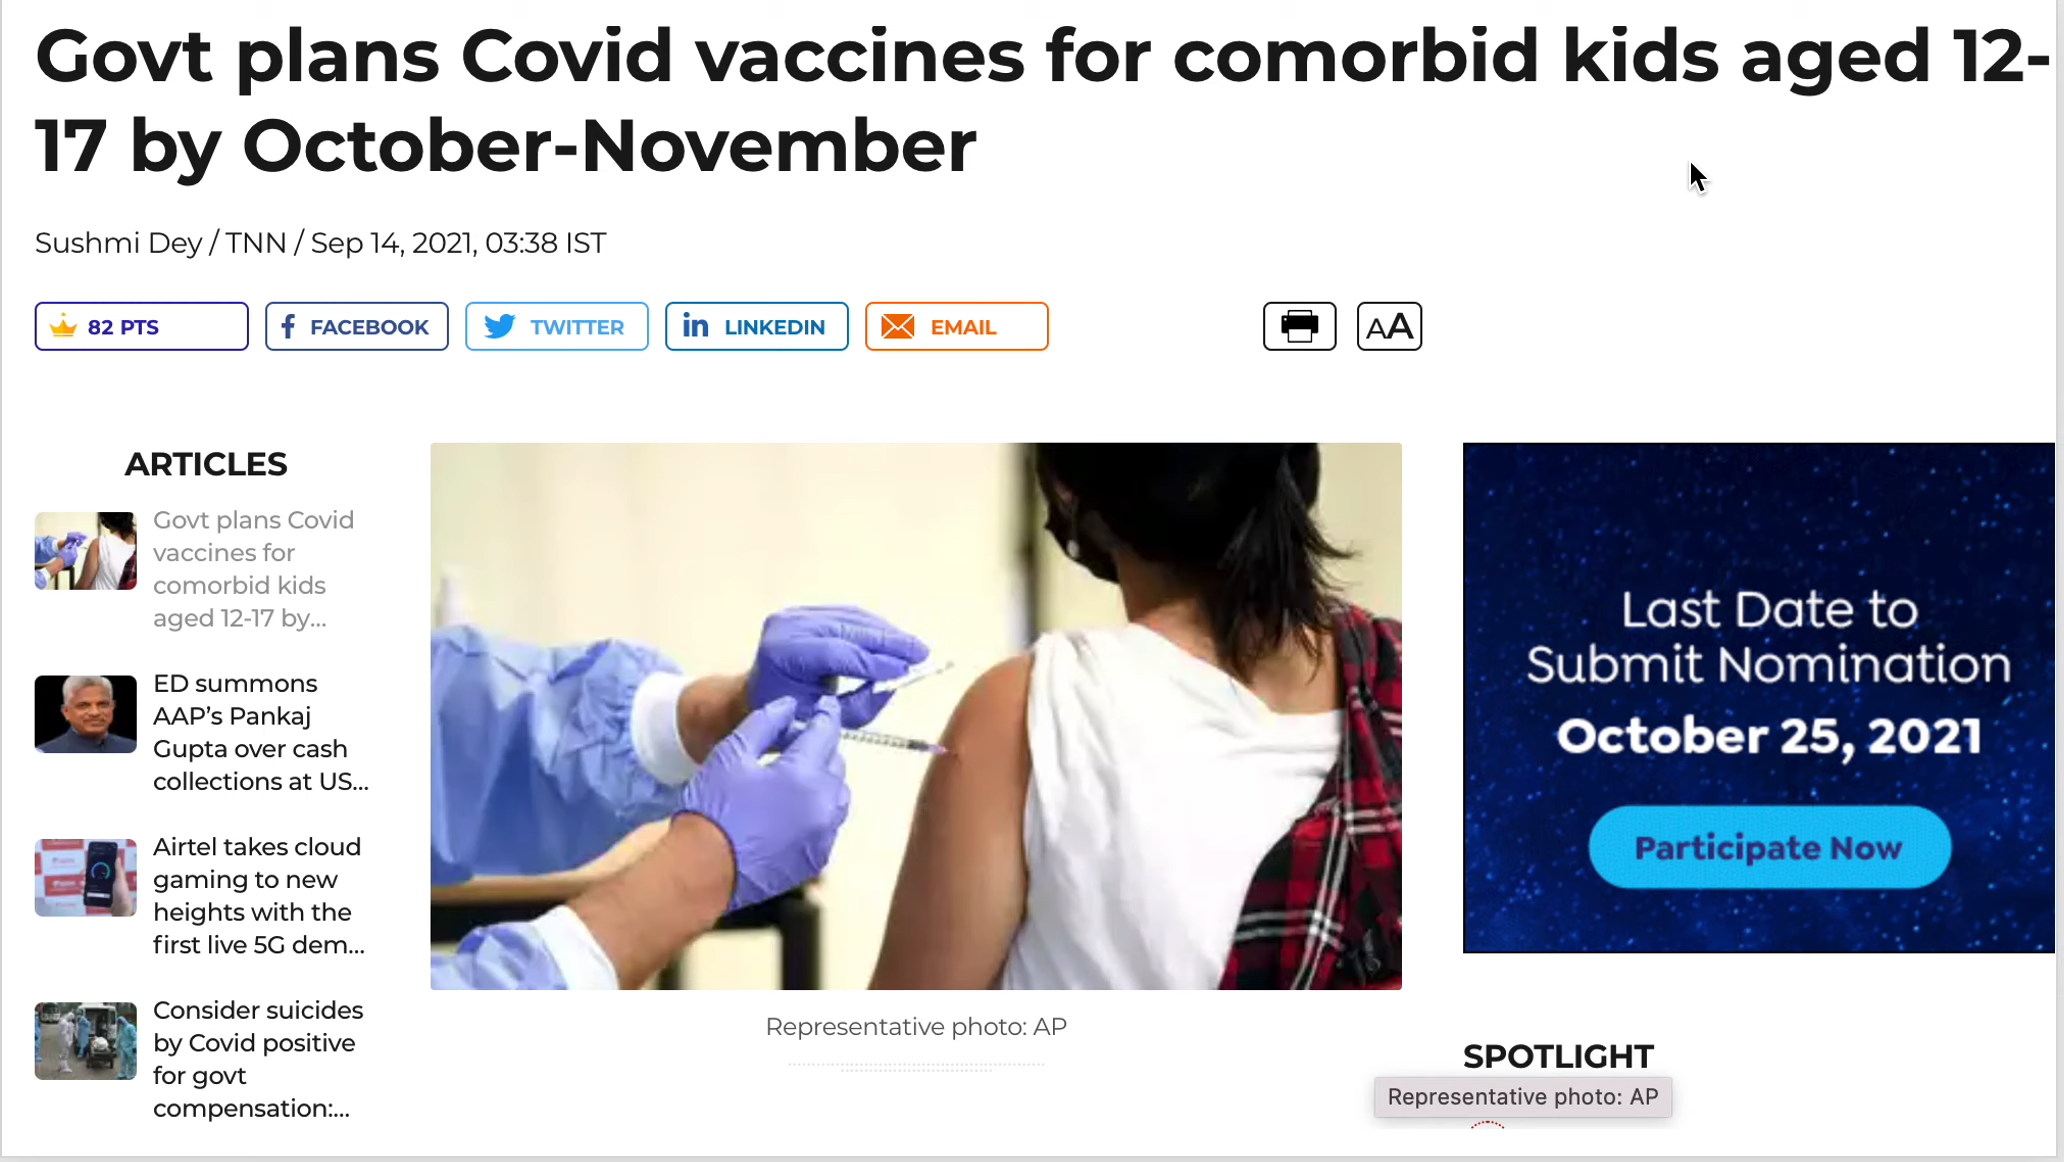 Govt plans Covid vaccines for comorbid kids aged 12-
17 by October-November
Sushmi Dey / TNN / Sep 14, 2021, 03:38 IST
82 PTS
FACEBOOK
TWITTER
LINKEDIN
EMAIL
AA
ARTICLES
Govt plans Covid
vaccines for
comorbid kids
aged 12-17 by...
ED summons
AAP’s Pankaj
Gupta over cash
collections at US...
Airtel takes cloud
gaming to new
heights with the
first live 5G dem...
Consider suicides
by Covid positive
for govt
compensation:...
Representative photo: AP
Last Date to
Submit Nomination
October 25, 2021
Participate Now
SPOTLIGHT
Representative photo: AP